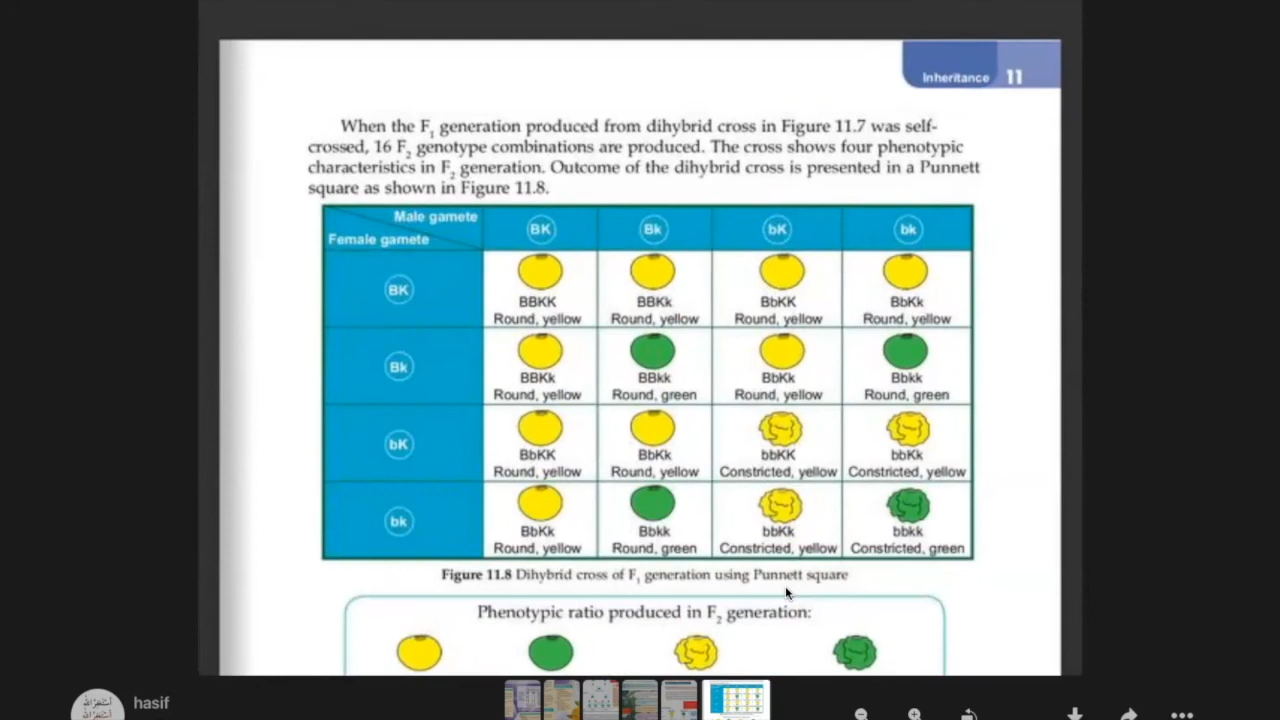 Inheritance 11
When the F1 generation produced from dihybrid cross in Figure 11.7 was self-
crossed, 16 F2 genotype combinations are produced. The cross shows four phenotypic
characteristics in F2 generation. Outcome of the dihybrid cross is presented in a Punnett
square as shown in Figure 11.8.
Male gamete
Female gamete
BK Bk bK bk
BK
BBKK BBKk BbKK BbKk
Round, yellow Round, yellow Round, yellow Round, yellow
Bk
BBKk BBkk BbKk Bbkk
Round, yellow Round, green Round, yellow Round, green
bK
BbKK BbKk bbKK bbKk
Round, yellow Round, yellow Constricted, yellow Constricted, yellow
bk
BbKk Bbkk bbKk bbkk
Round, yellow Round, green Constricted, yellow Constricted, green
Figure 11.8 Dihybrid cross of F1 generation using Punnett square
Phenotypic ratio produced in F2 generation:
hasif